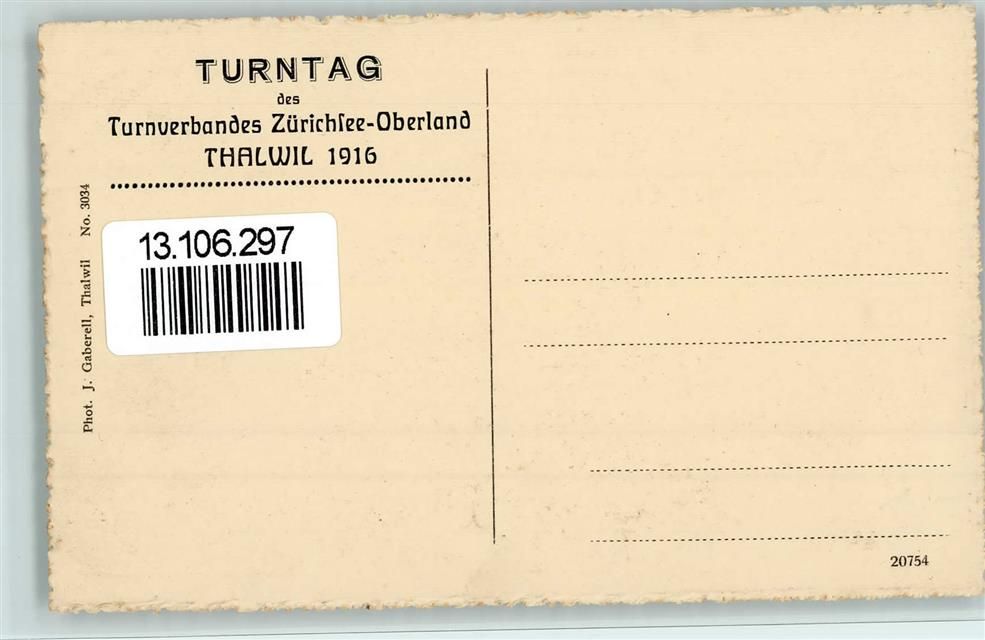 TURNTAG
des
Turnverbandes Zürichſee-Oberland
THALWIL 1916
Phot. J. Gaberell, Thalwil No. 3034
13.106.297
20754